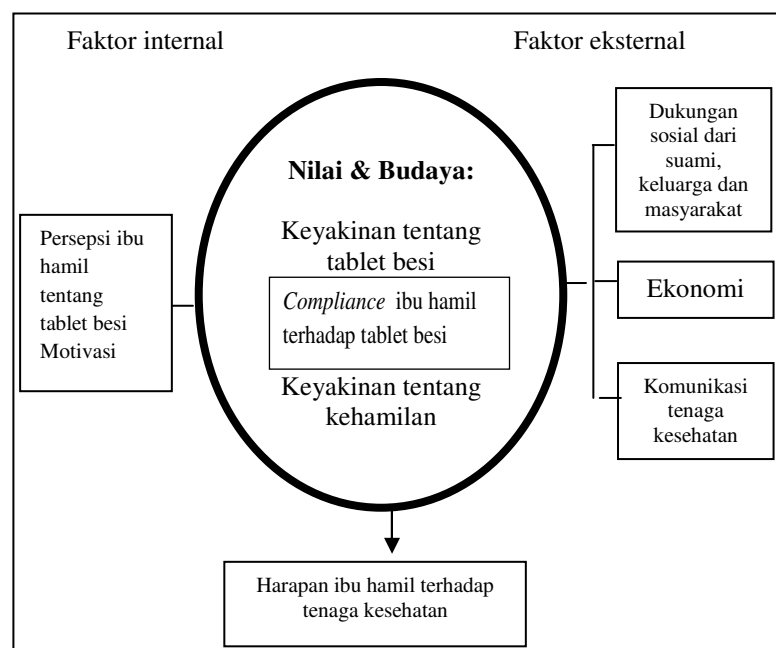 Faktor internal
Faktor eksternal
Nilai & Budaya:
Keyakinan tentang
tablet besi
Compliance ibu hamil
terhadap tablet besi
Keyakinan tentang
kehamilan
Persepsi ibu
hamil
tentang
tablet besi
Motivasi
Dukungan
sosial dari
suami,
keluarga dan
masyarakat
Ekonomi
Komunikasi
tenaga
kesehatan
Harapan ibu hamil terhadap
tenaga kesehatan